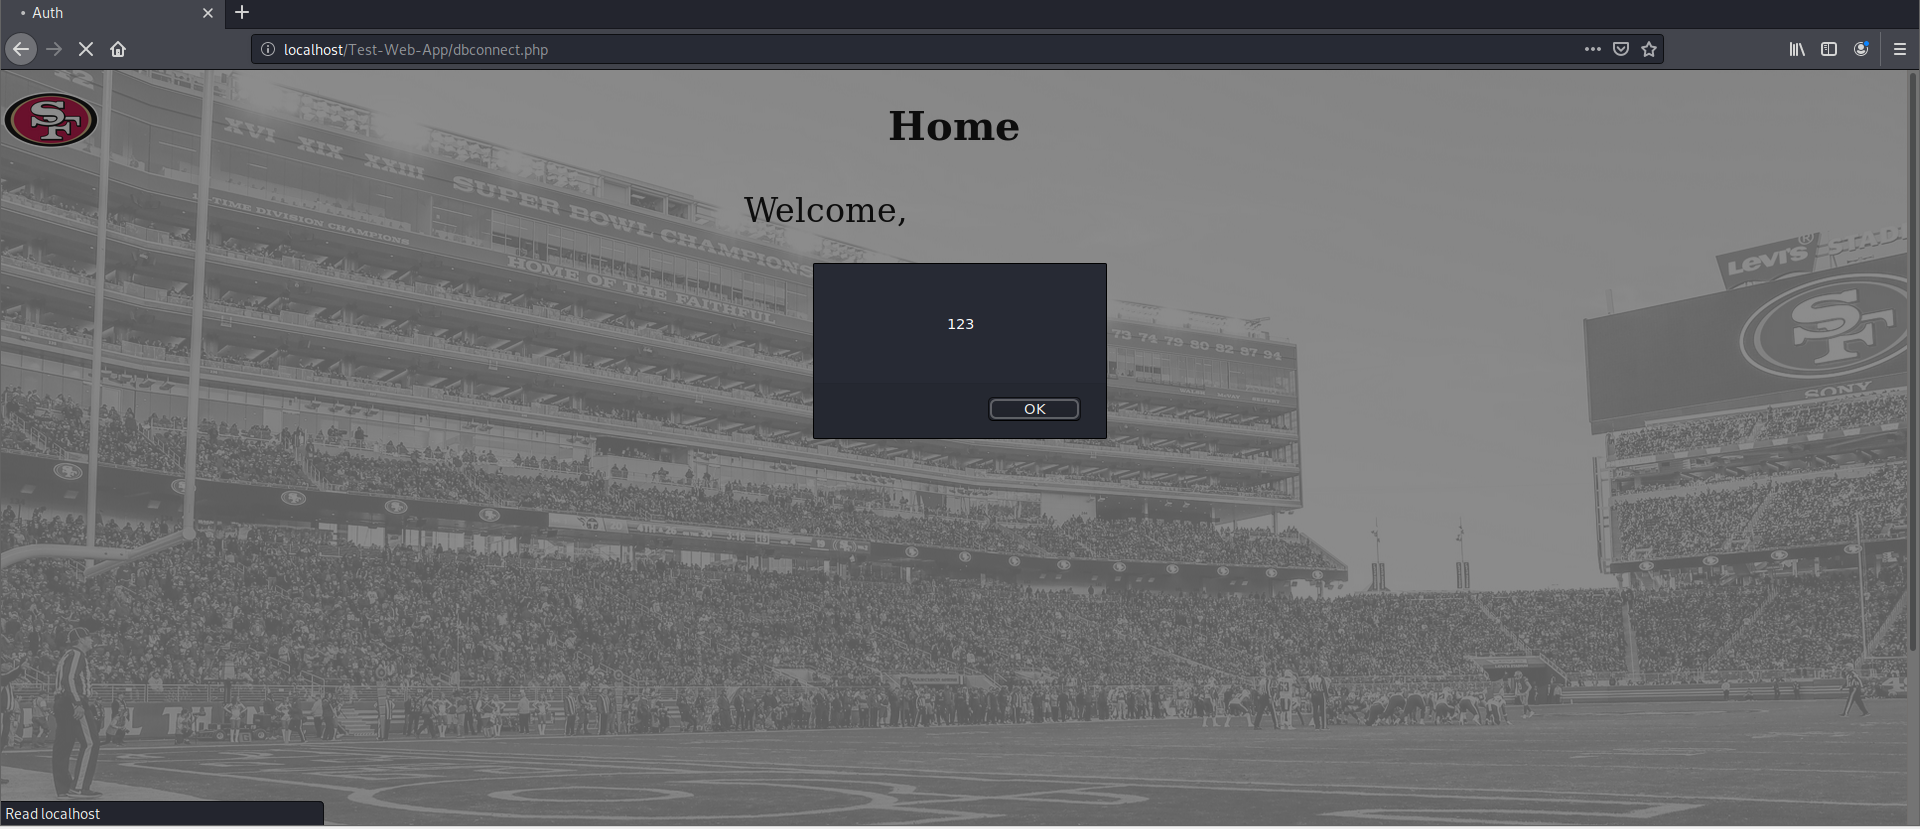 Auth
localhost/Test-Web-App/dbconnect.php
SF
Home
XVI XIX XXIII SUPER BOWL CHAMPIONS
-TIME DIVISION CHAMPIONS
HOME OF THE FAITHFUL
Welcome,
LEVI'S® STADI
123
73 74 79 80 82 87 94
SF
SONY
OK
Read localhost